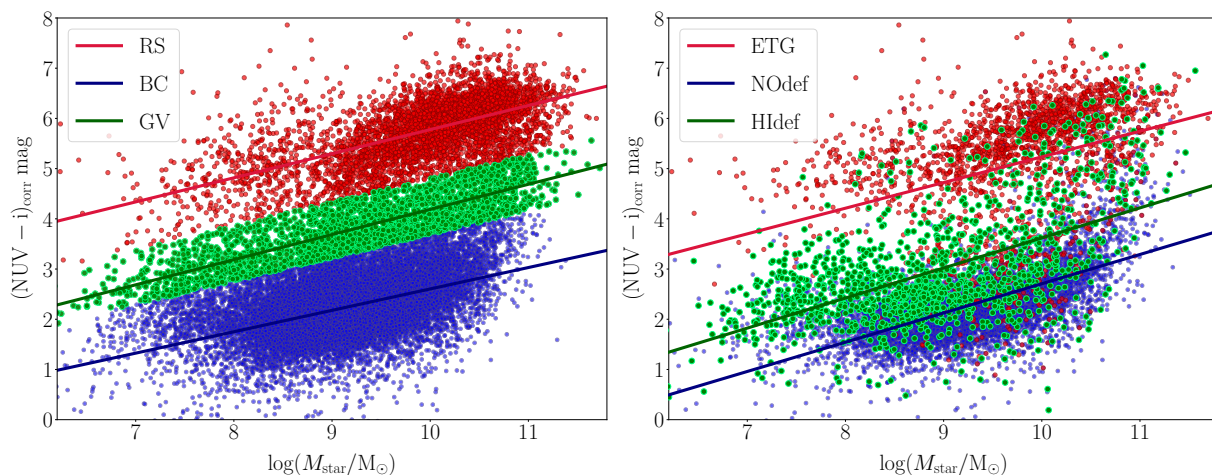 8
7
6
5
4
3
2
1
0
(NUV − i)corr mag
RS
BC
GV
7 8 9 10 11
log(Mstar/M⊙)
8
7
6
5
4
3
2
1
0
(NUV − i)corr mag
ETG
NOdef
HIdef
7 8 9 10 11
log(Mstar/M⊙)